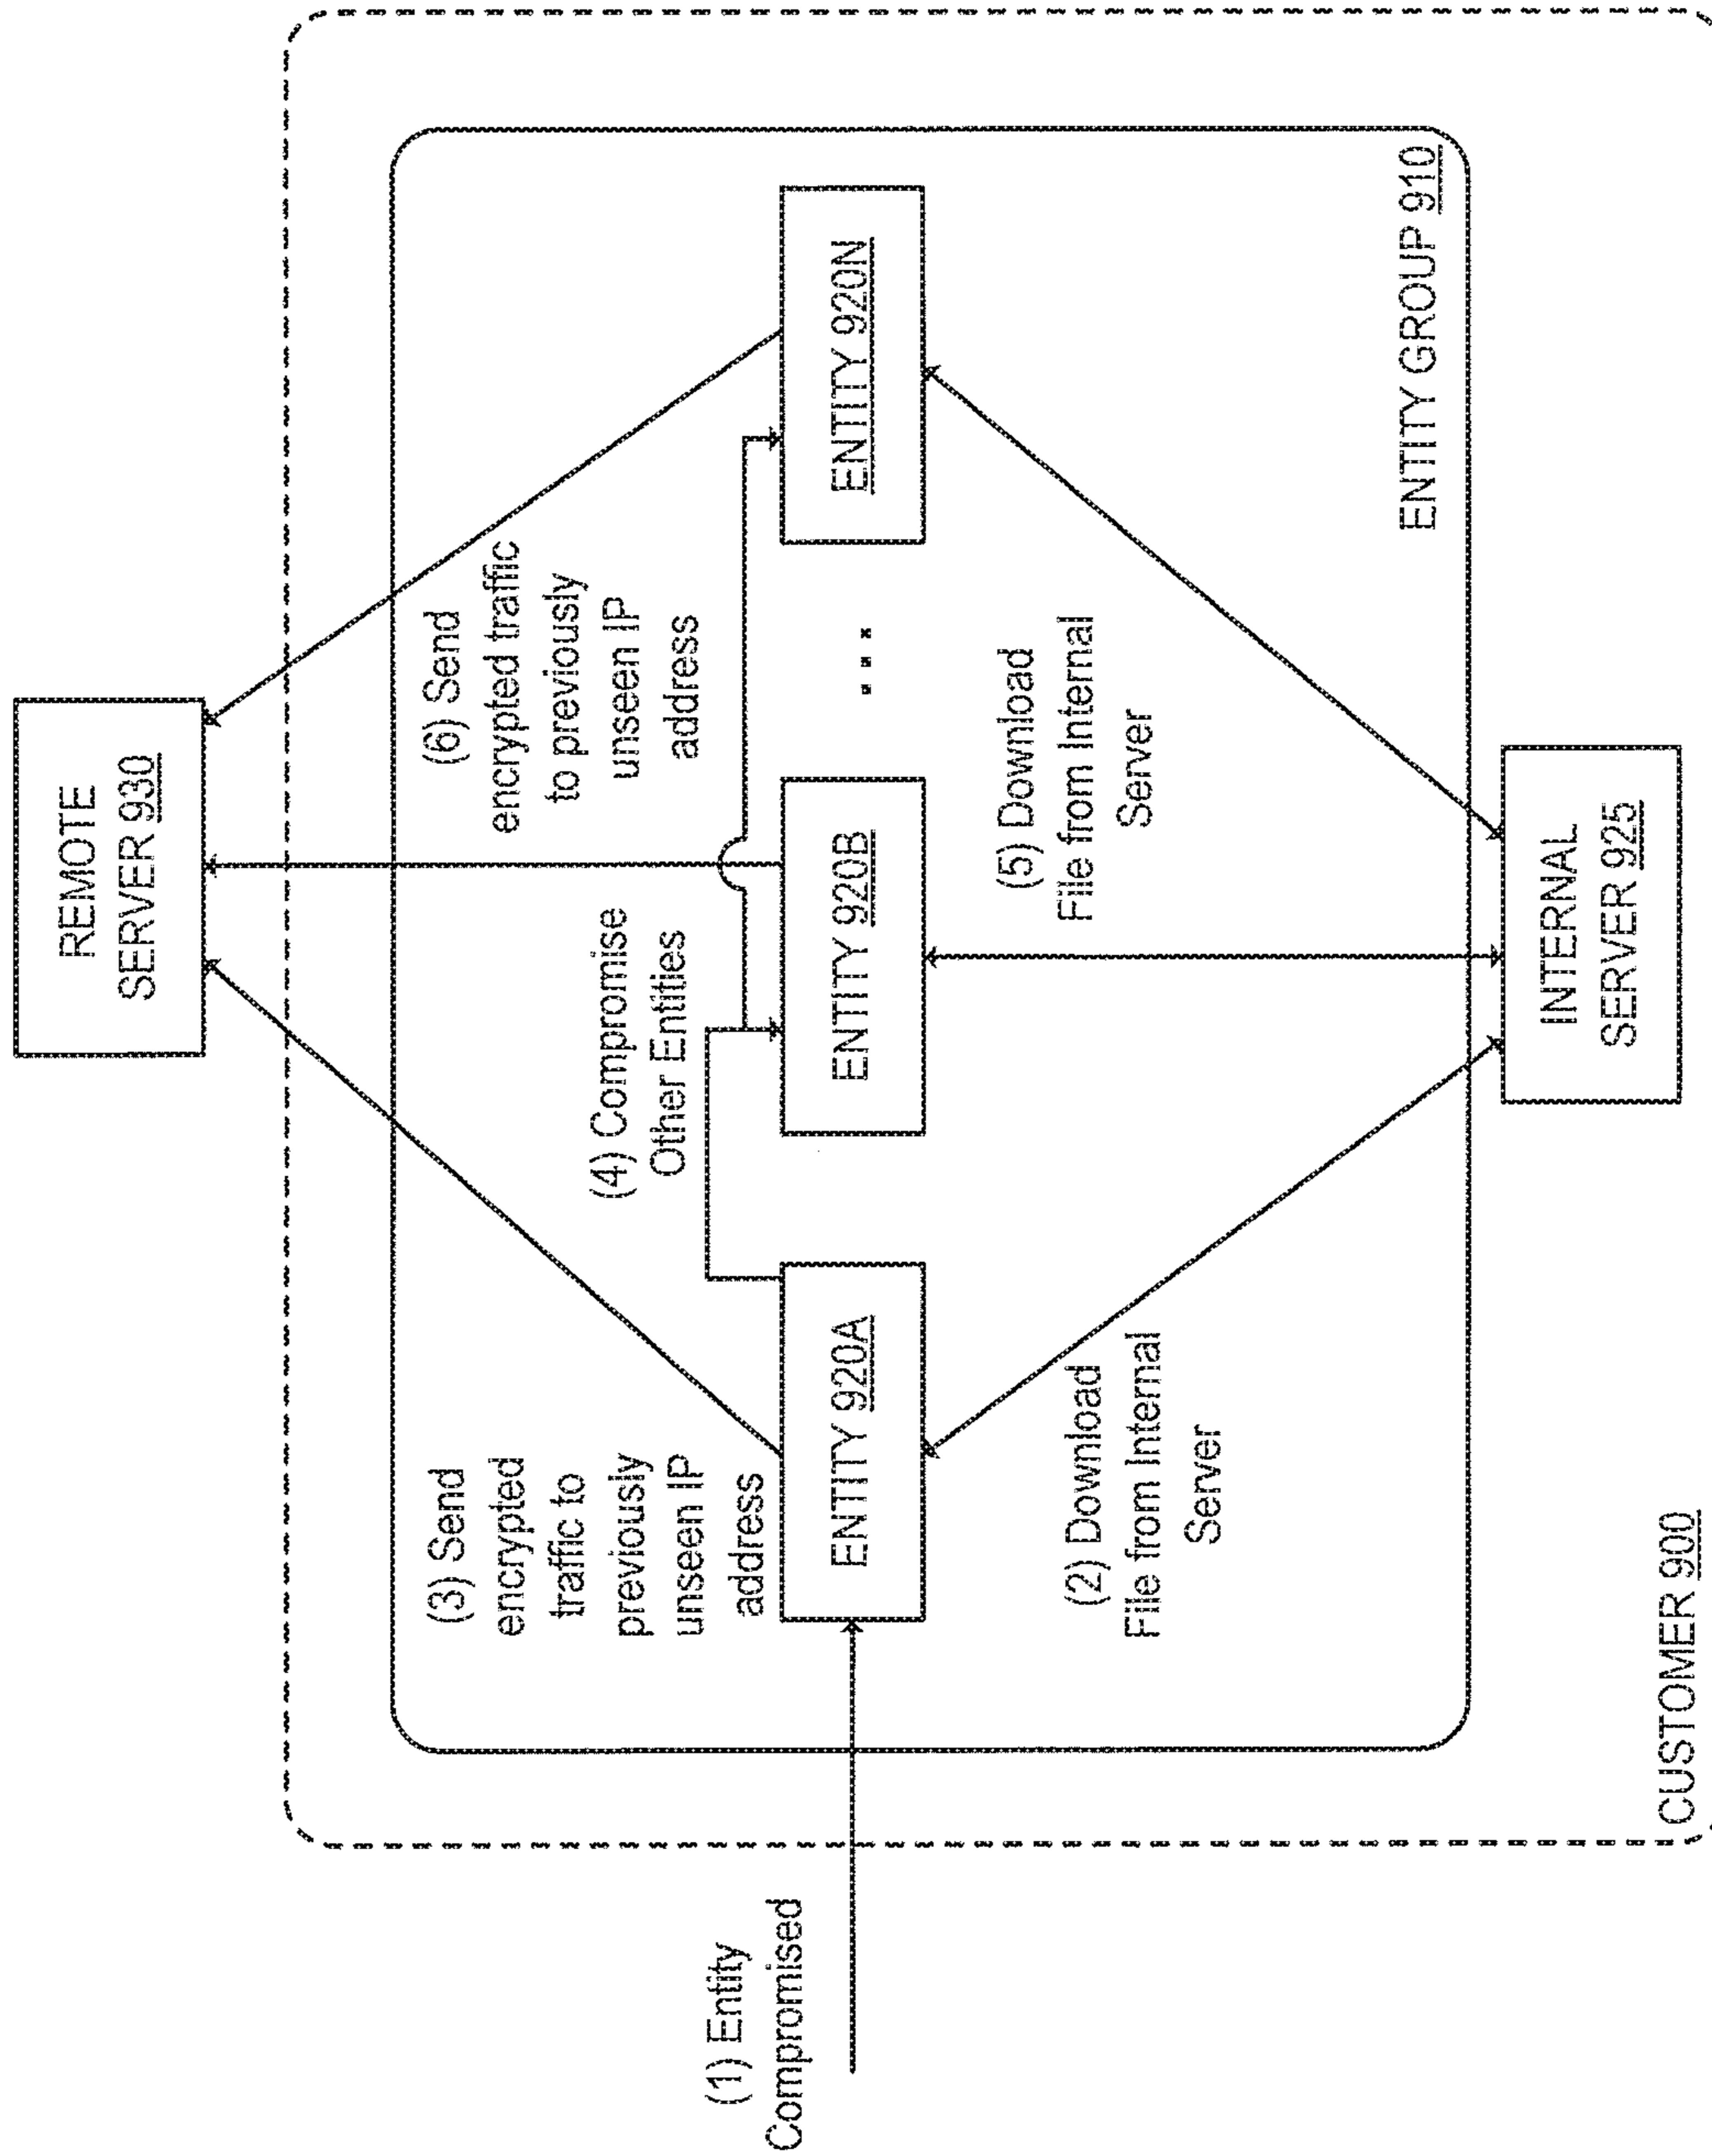 REMOTE
SERVER 930
(1) Entity
Compromised
(3) Send
encrypted
traffic to
previously
unseen IP
address
(4) Compromise
Other Entities
(6) Send
encrypted traffic
to previously
unseen IP
address
ENTITY 920A
ENTITY 920B
...
ENTITY 920N
(2) Download
File from Internal
Server
(5) Download
File from Internal
Server
ENTITY GROUP 910
INTERNAL
SERVER 925
CUSTOMER 900